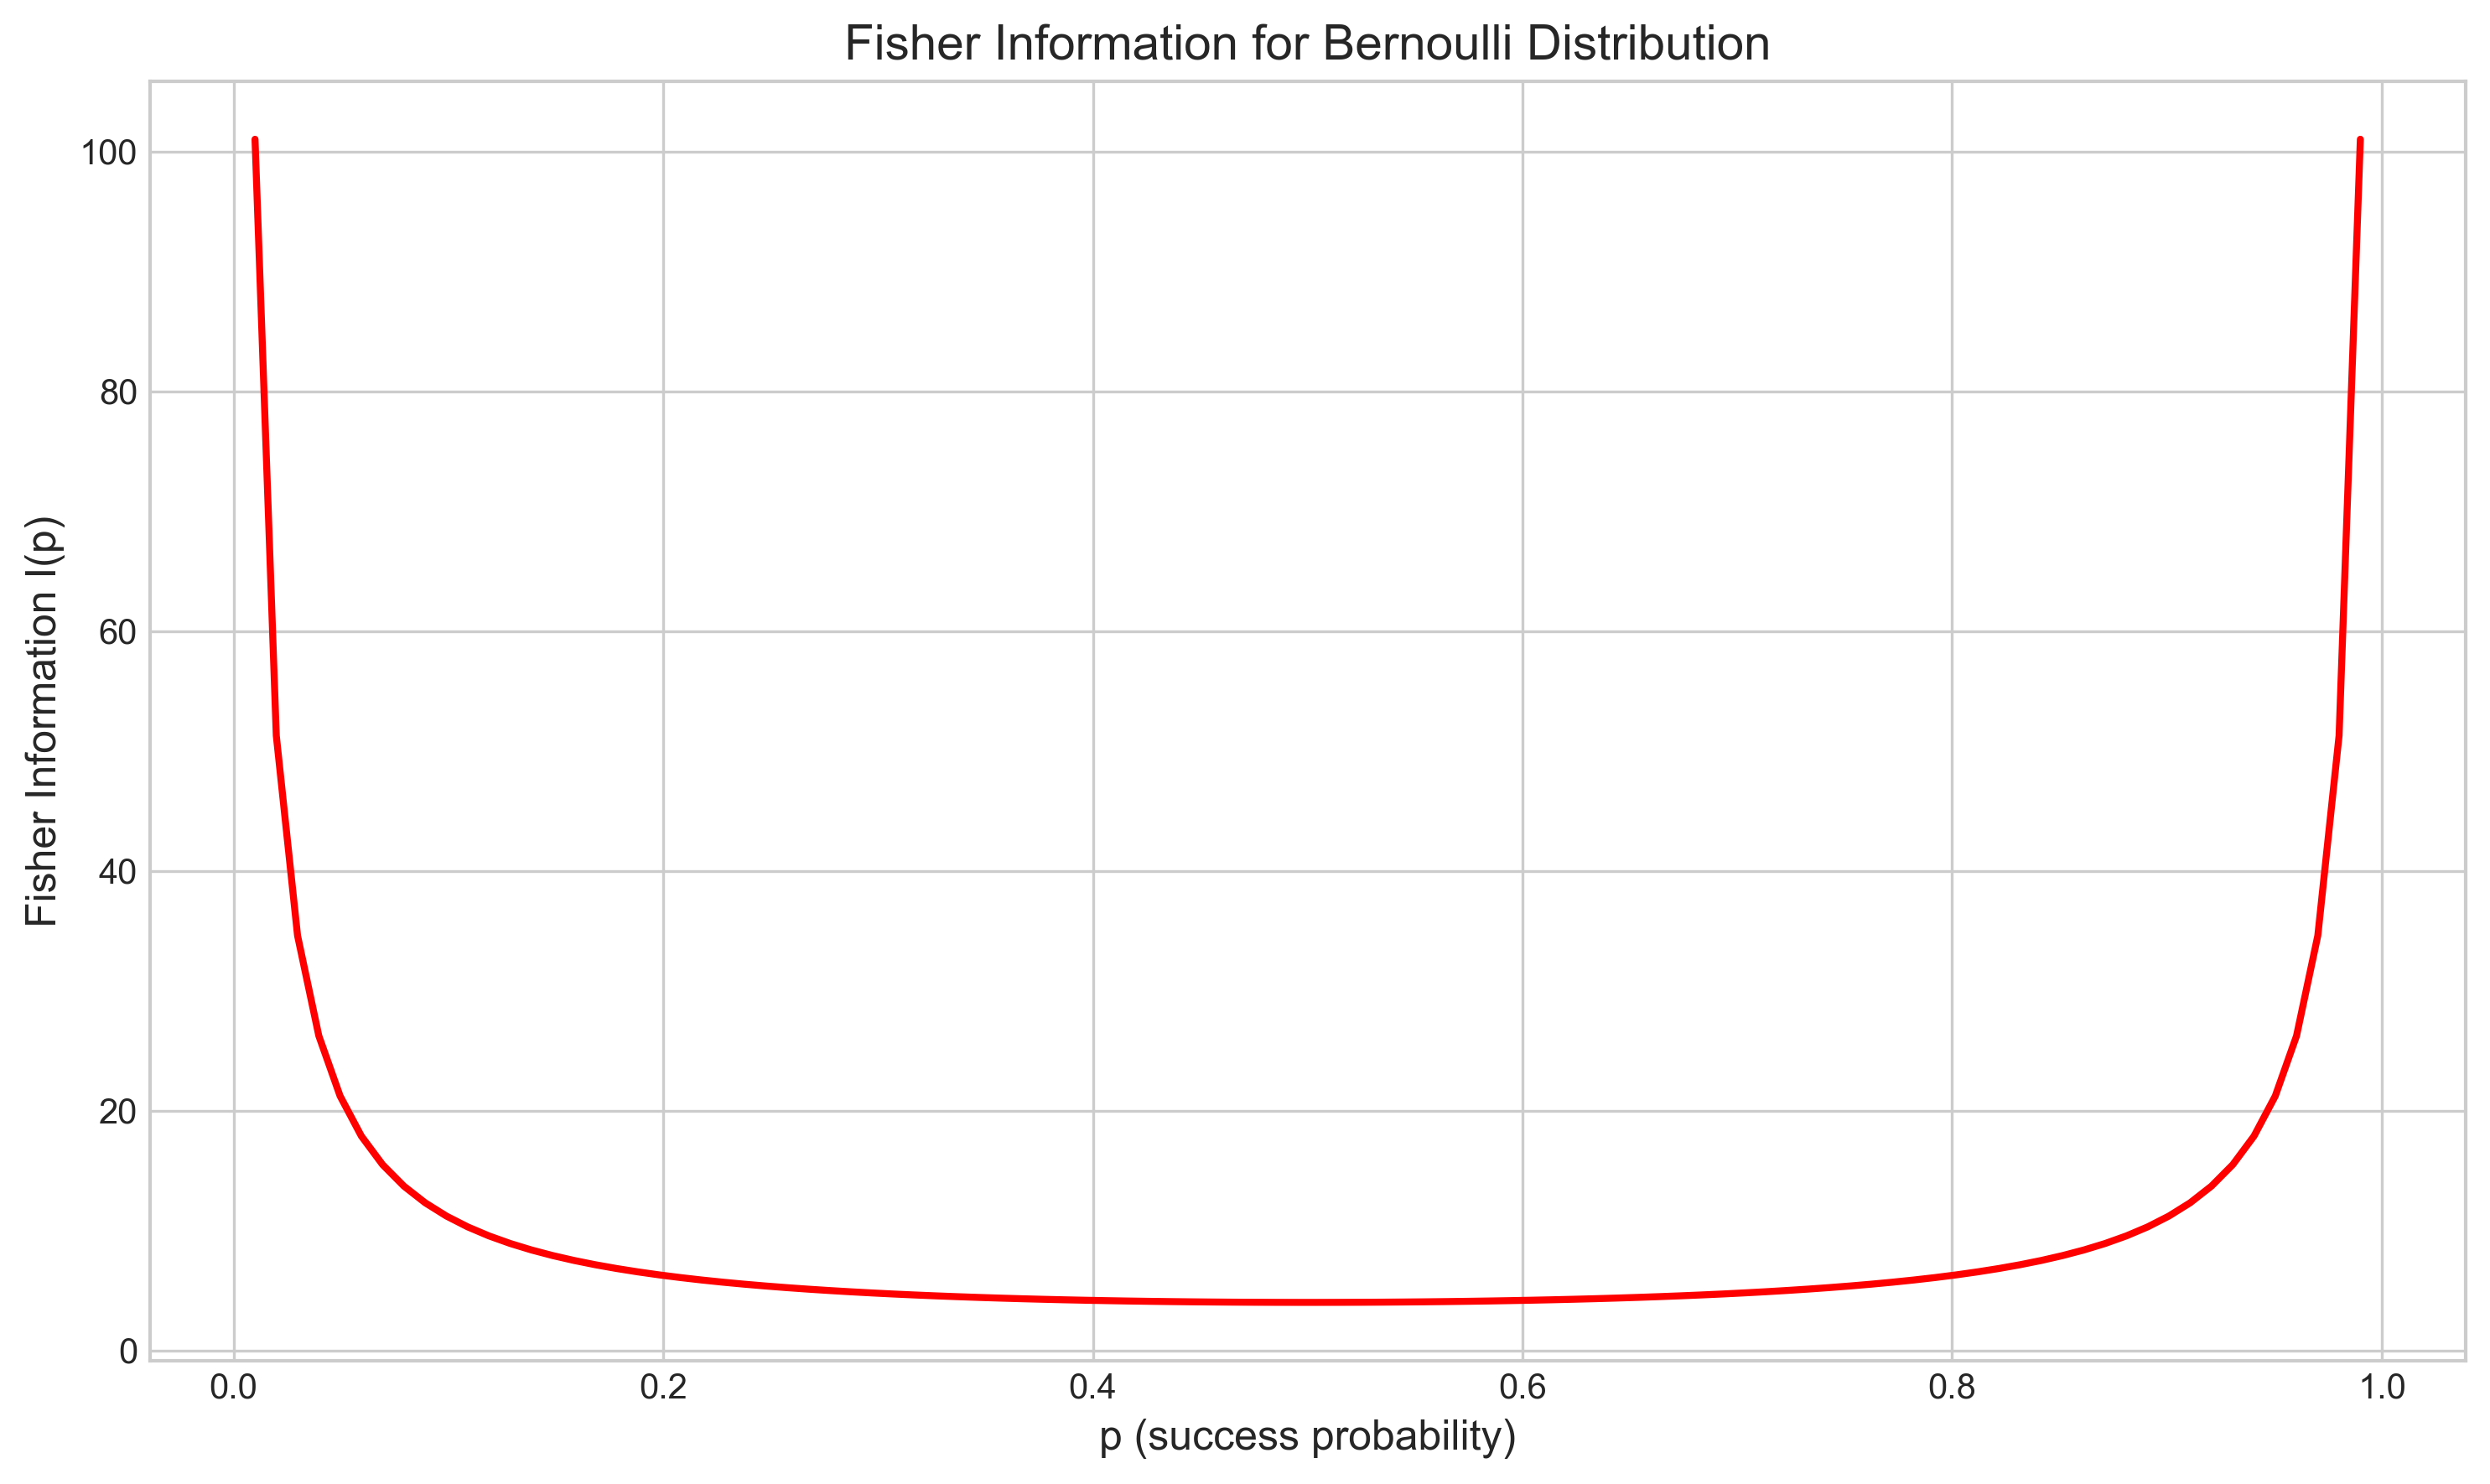 Fisher Information for Bernoulli Distribution
Fisher Information I(p)
100
80
60
40
20
0
0.0 0.2 0.4 0.6 0.8 1.0
p (success probability)